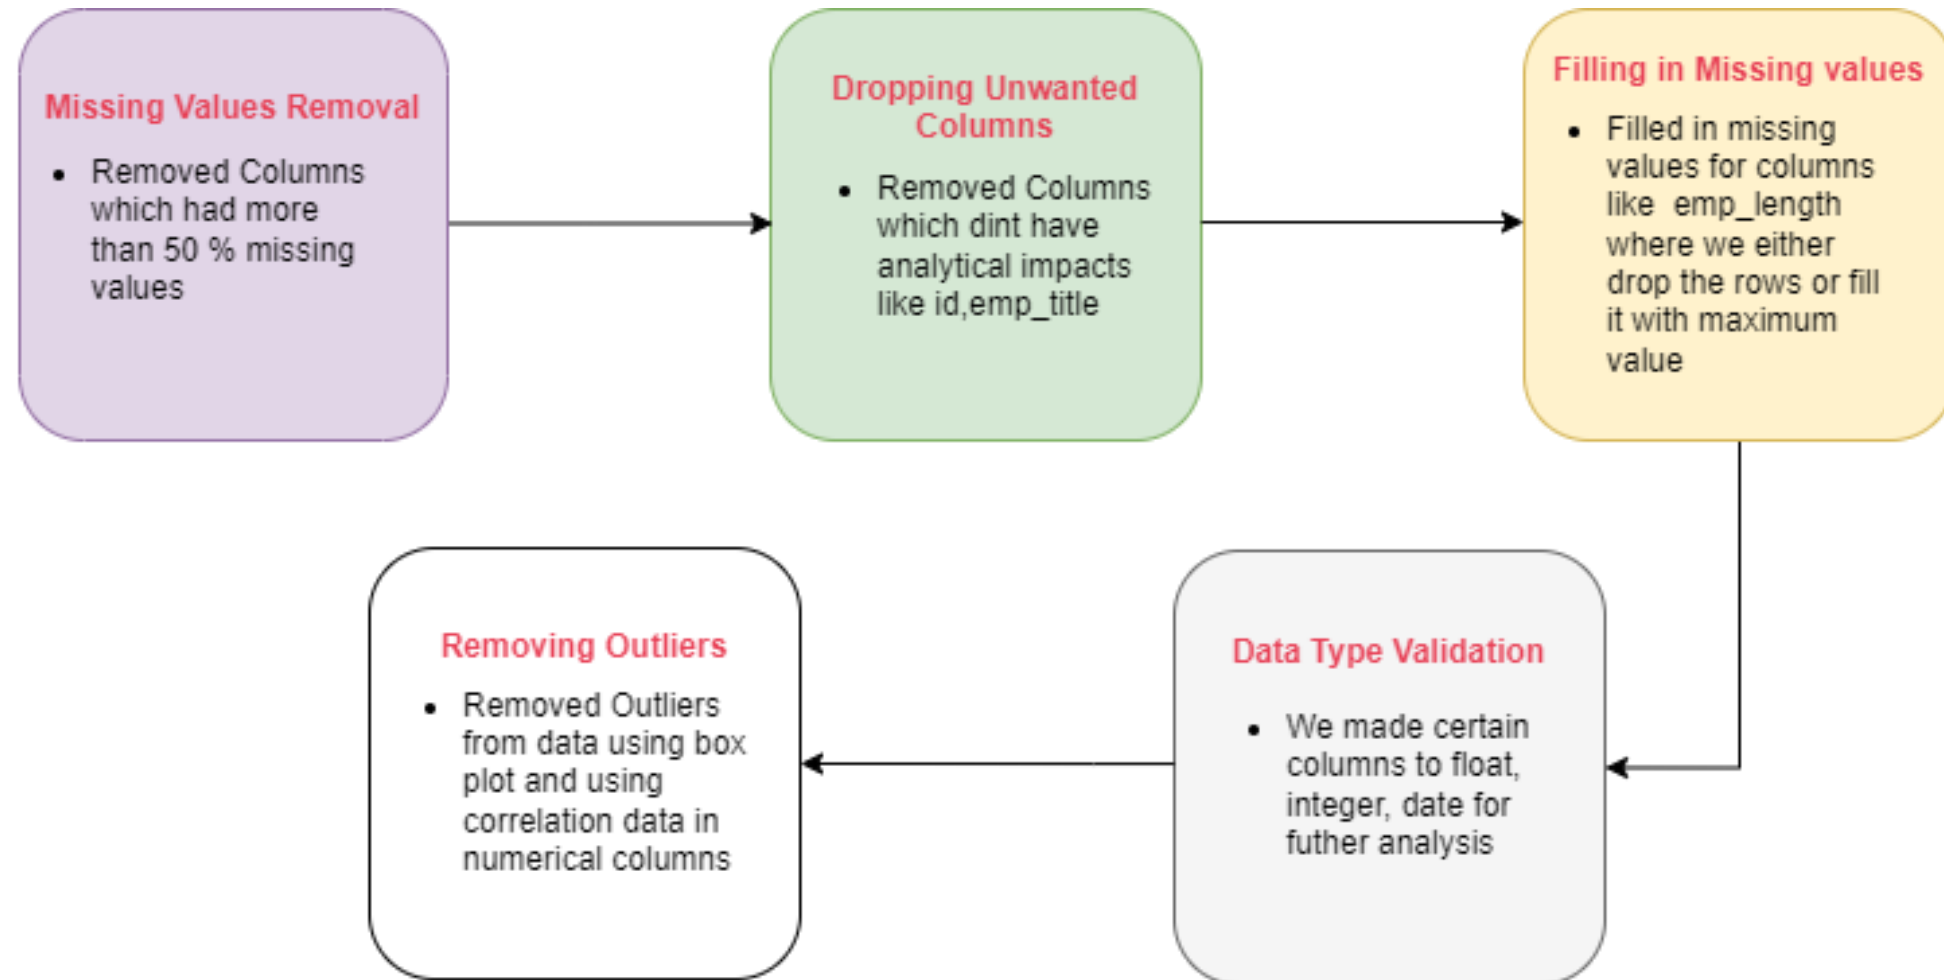 Missing Values Removal
• Removed Columns
which had more
than 50 % missing
values
Dropping Unwanted
Columns
• Removed Columns
which dint have
analytical impacts
like id,emp_title
Filling in Missing values
• Filled in missing
values for columns
like emp_length
where we either
drop the rows or fill
it with maximum
value
Data Type Validation
• We made certain
columns to float,
integer, date for
futher analysis
Removing Outliers
• Removed Outliers
from data using box
plot and using
correlation data in
numerical columns